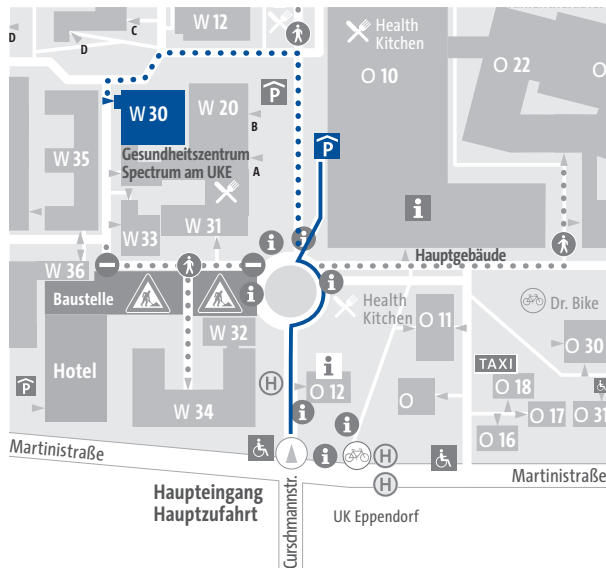 D
C
W 12
D
Health
Kitchen
O 10
O 22
O
P
W 20
W 30
B
P
W 35
Gesundheitszentrum
Spectrum am UKE
A
i
W 33
W 31
i
i
Hauptgebäude
W 36
Baustelle
i
i
Health
Kitchen
Dr. Bike
O 11
W 32
O 30
Hotel
TAXI
i
P
H
O 12
O 18
O
O 17
O 31
W 34
i
i
O 16
Martinistraße
i
H
H
Martinistraße
Haupteingang
Hauptzufahrt
Curschmannstr.
UK Eppendorf